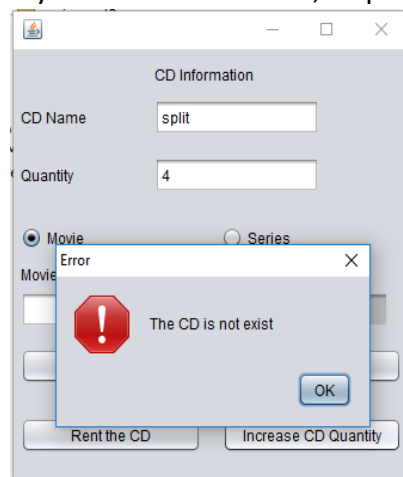 CD Information
CD Name split
Quantity 4
Movie Series
Error
Movie
The CD is not exist
OK
Rent the CD Increase CD Quantity